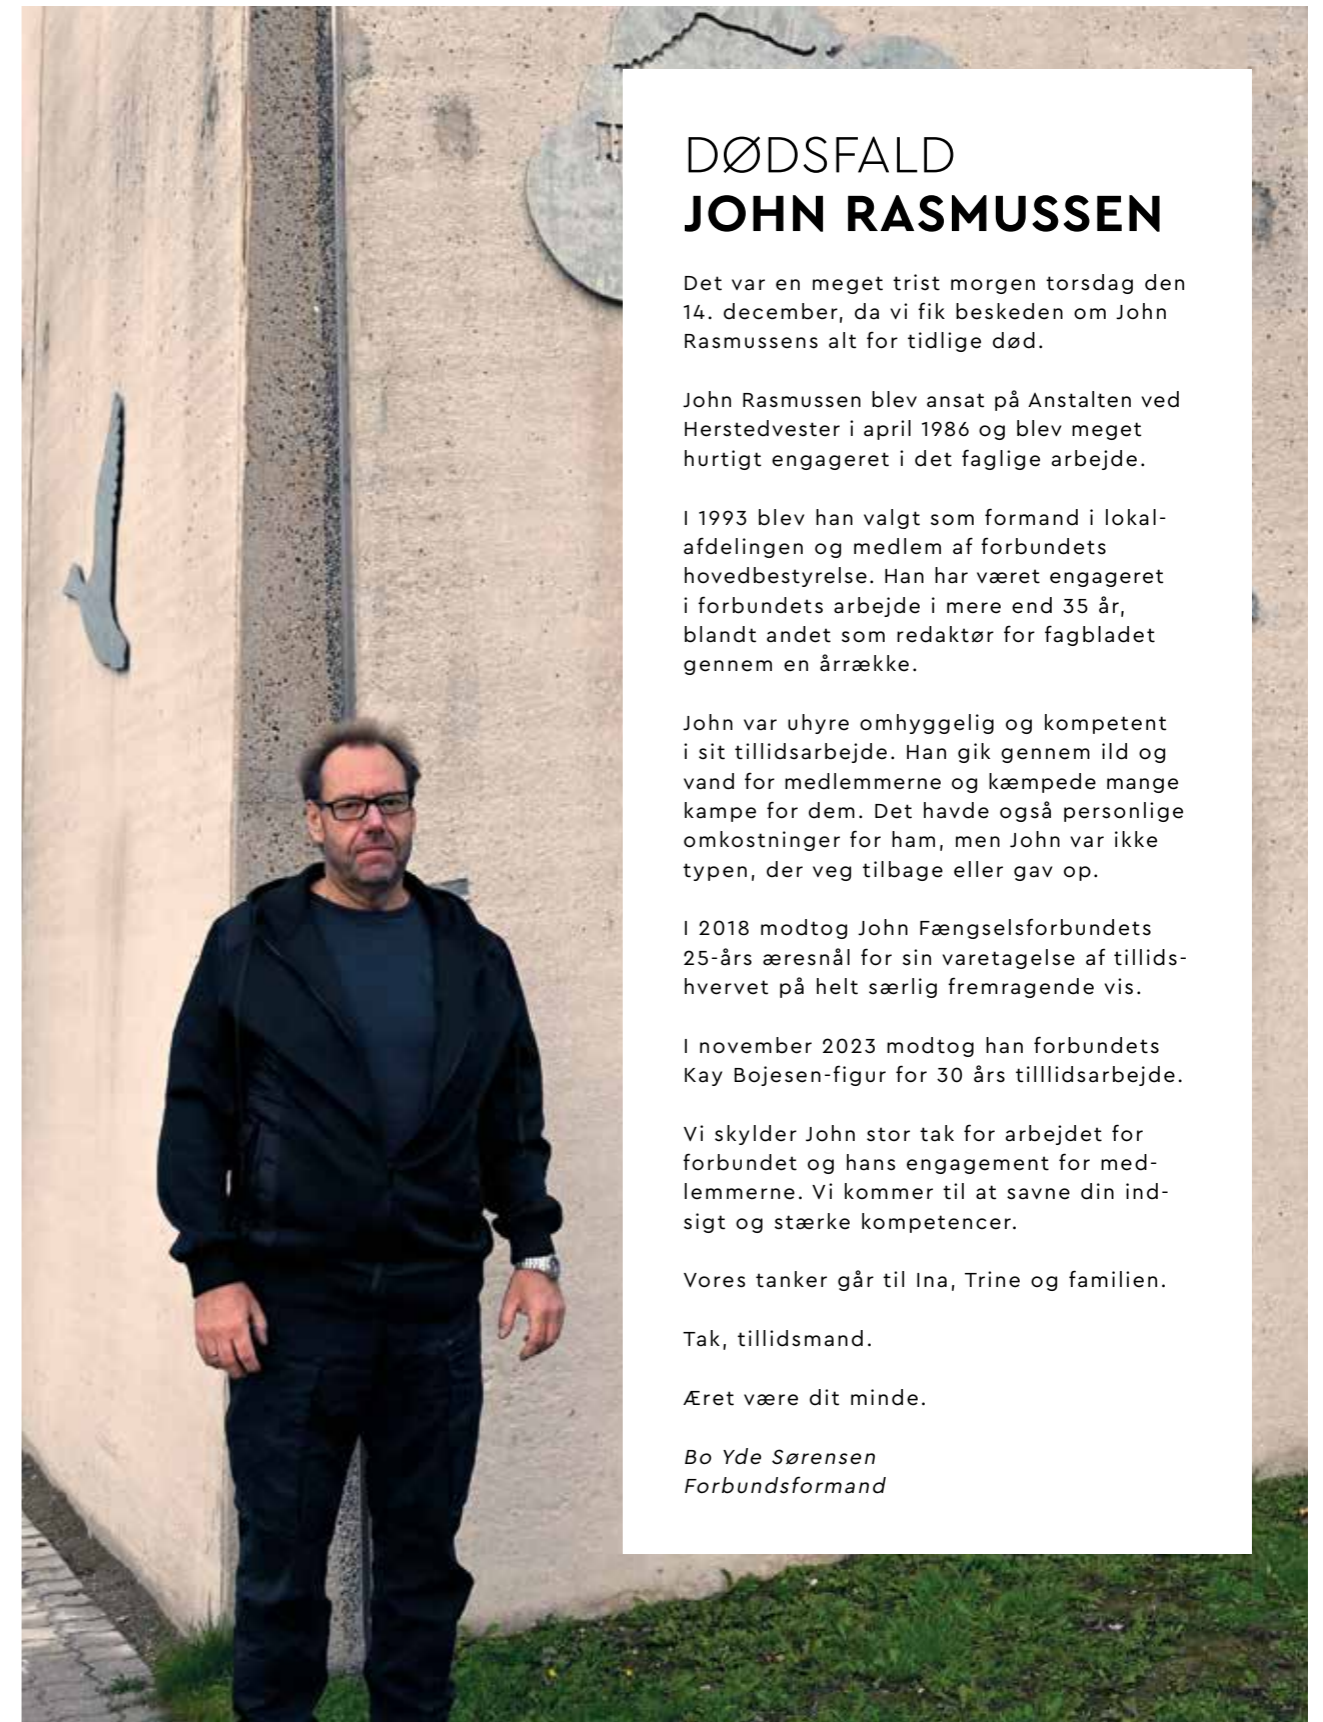 DØDSFALD
JOHN RASMUSSEN
Det var en meget trist morgen torsdag den
14. december, da vi fik beskeden om John
Rasmussens alt for tidlige død.
John Rasmussen blev ansat på Anstalten ved
Herstedvester i april 1986 og blev meget
hurtigt engageret i det faglige arbejde.
I 1993 blev han valgt som formand i lokal-
afdelingen og medlem af forbundets
hovedbestyrelse. Han har været engageret
i forbundets arbejde i mere end 35 år,
blandt andet som redaktør for fagbladet
gennem en årrække.
John var uhyre omhyggelig og kompetent
i sit tillidsarbejde. Han gik gennem ild og
vand for medlemmerne og kæmpede mange
kampe for dem. Det havde også personlige
omkostninger for ham, men John var ikke
typen, der veg tilbage eller gav op.
I 2018 modtog John Fængselsforbundets
25-års æresnål for sin varetagelse af tillids-
hvervet på helt særlig fremragende vis.
I november 2023 modtog han forbundets
Kay Bojesen-figur for 30 års tilllidsarbejde.
Vi skylder John stor tak for arbejdet for
forbundet og hans engagement for med-
lemmerne. Vi kommer til at savne din ind-
sigt og stærke kompetencer.
Vores tanker går til Ina, Trine og familien.
Tak, tillidsmand.
Æret være dit minde.
Bo Yde Sørensen
Forbundsformand